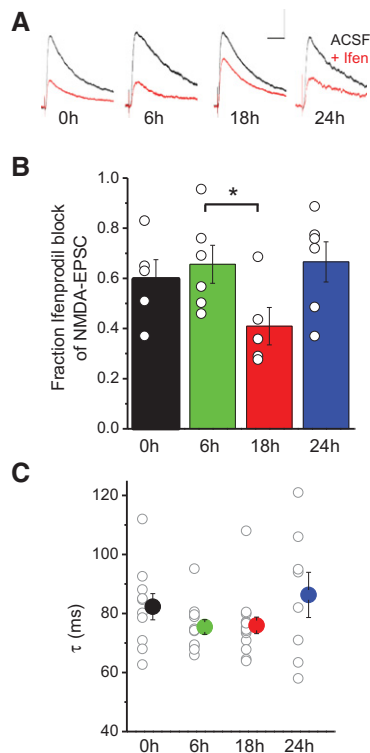 A
ACSF
+ Ifen
0h 6h 18h 24h
B
Fraction Ifenprodil block
of NMDA-EPSC
1.0
0.8
0.6
0.4
0.2
0.0
*
0h 6h 18h 24h
C
τ (ms)
120
100
80
60
40
0h 6h 18h 24h